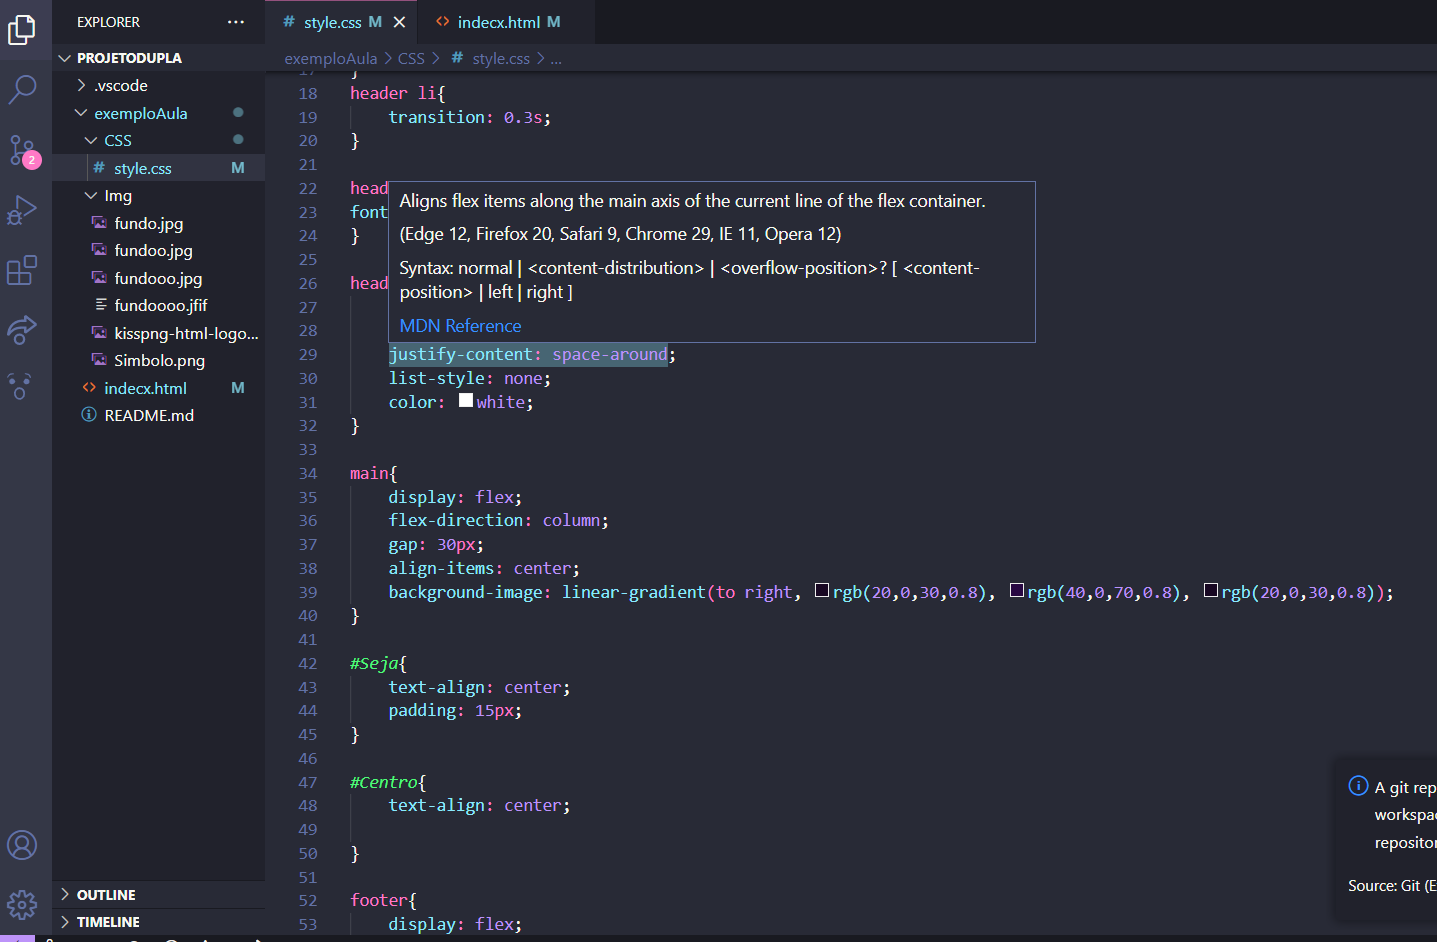 EXPLORER ...
# style.css M ×
<> indecx.html M
PROJETODUPLA
exemploAula > CSS > # style.css > ...
.vscode
exemploAula
CSS
# style.css M
Img
fundo.jpg
fundoo.jpg
fundooo.jpg
fundoooo.jfif
kisspng-html-logo...
Simbolo.png
<> indecx.html M
README.md
OUTLINE
TIMELINE
2
17 }
18 header li{
19 transition: 0.3s;
20 }
21
22 head
23 font
24 }
25
26 head
27
28
29 justify-content: space-around;
30 list-style: none;
31 color: white;
32 }
33
34 main{
35 display: flex;
36 flex-direction: column;
37 gap: 30px;
38 align-items: center;
39 background-image: linear-gradient(to right, rgb(20,0,30,0.8), rgb(40,0,70,0.8), rgb(20,0,30,0.8));
40 }
41
42 #Seja{
43 text-align: center;
44 padding: 15px;
45 }
46
47 #Centro{
48 text-align: center;
49
50 }
51
52 footer{
53 display: flex;
Aligns flex items along the main axis of the current line of the flex container.
(Edge 12, Firefox 20, Safari 9, Chrome 29, IE 11, Opera 12)
Syntax: normal | <content-distribution> | <overflow-position>? [ <content-
position> | left | right ]
MDN Reference
A git rep
workspac
repositor
Source: Git (E